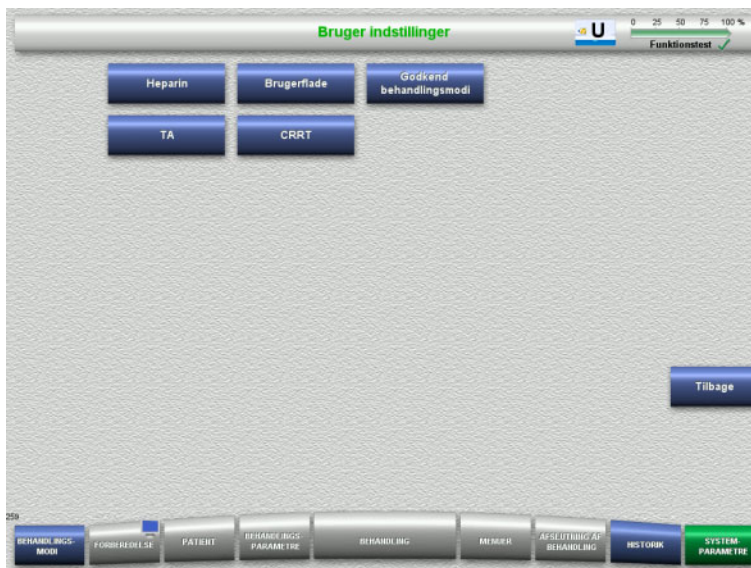 Bruger indstillinger
U
0 25 50 75 100 %
Funktionstest
Heparin
Brugerflade
Godkend
behandlingsmodi
TA
CRRT
Tilbage
259
BEHANDLINGS-
MODI
FORBEREDELSE
PATIENT
BEHANDLINGS-
PARAMETRE
BEHANDLING
MENUER
AFSLUTNING AF
BEHANDLING
HISTORIK
SYSTEM-
PARAMETRE